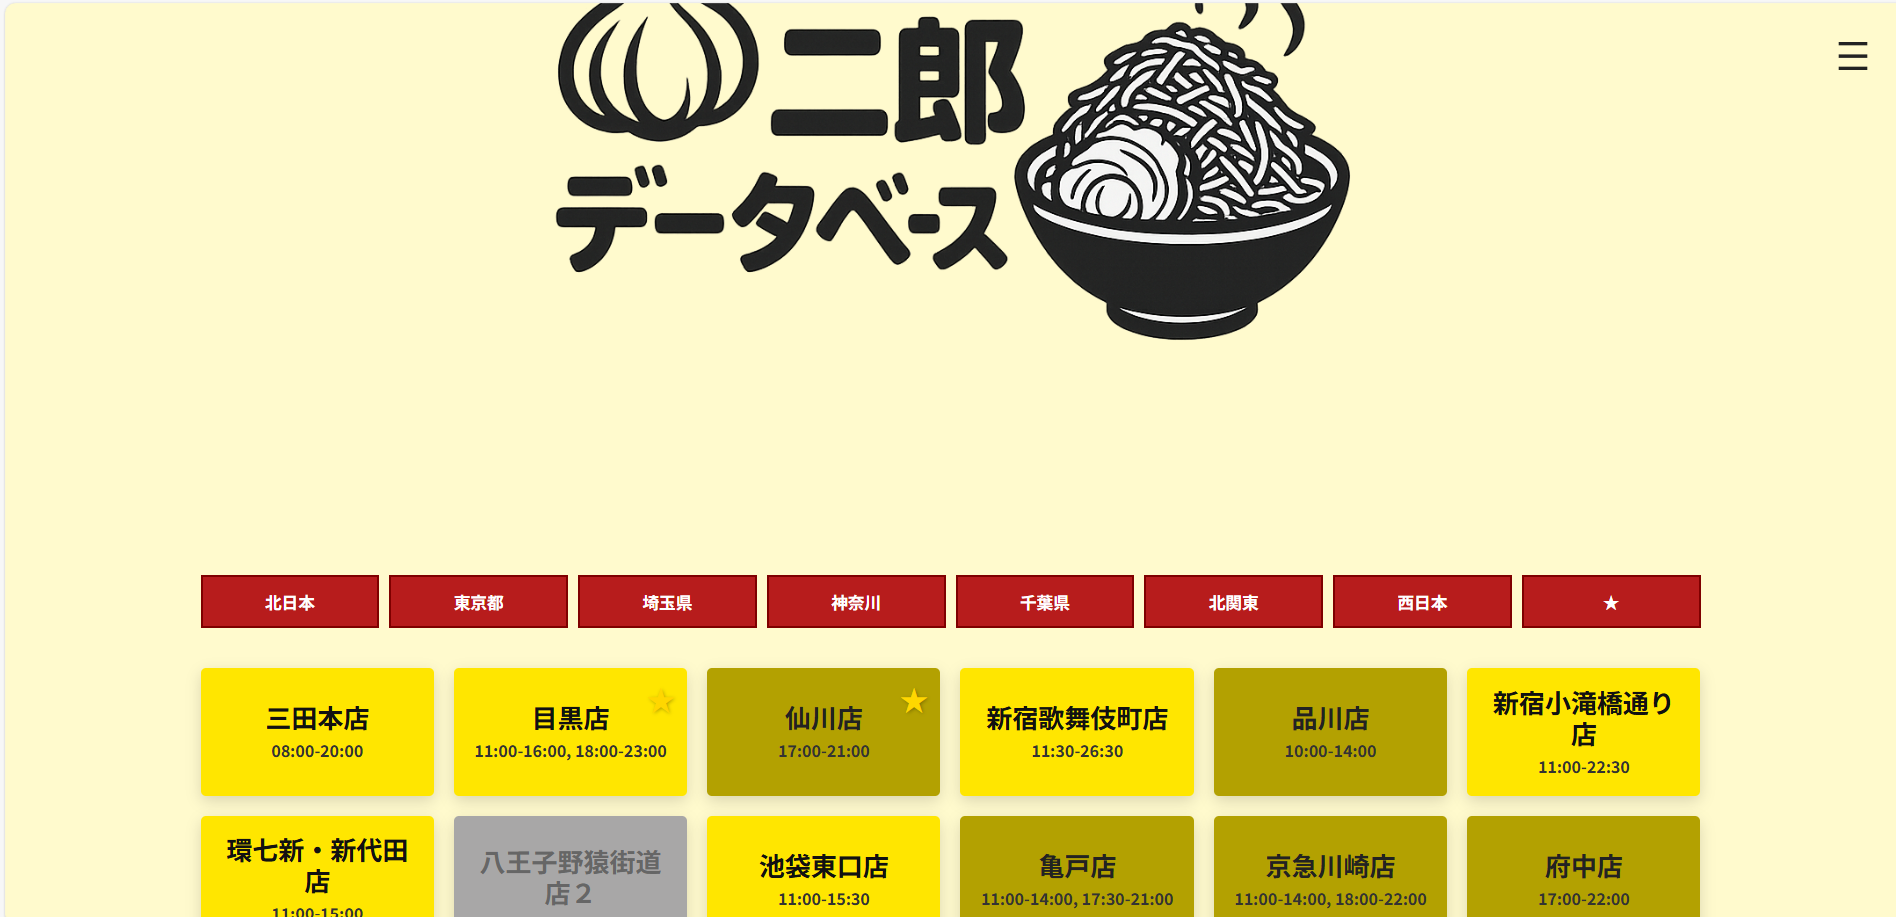 二郎
データベース
☰
北日本
東京都
埼玉県
神奈川
千葉県
北関東
西日本
★
三田本店
08:00-20:00
目黒店
11:00-16:00, 18:00-23:00
仙川店
17:00-21:00
新宿歌舞伎町店
11:30-26:30
品川店
10:00-14:00
新宿小滝橋通り
店
11:00-22:30
環七新・新代田
店
11:00-15:00
八王子野猿街道
店２
池袋東口店
11:00-15:30
亀戸店
11:00-14:00, 17:30-21:00
京急川崎店
11:00-14:00, 18:00-22:00
府中店
17:00-22:00